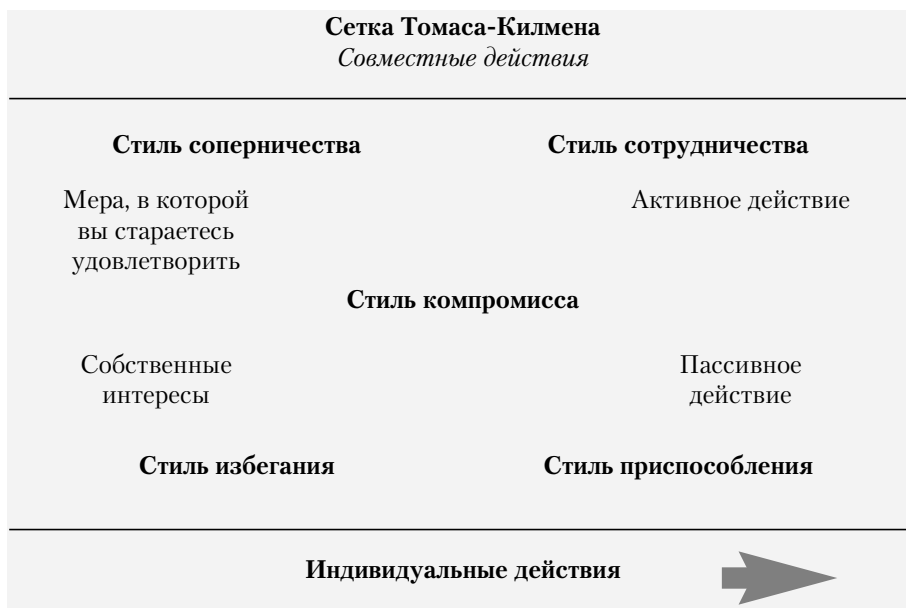 Сетка Томаса-Килмена
Совместные действия
Стиль соперничества
Стиль сотрудничества
Мера, в которой
вы стараетесь
удовлетворить
Активное действие
Стиль компромисса
Собственные
интересы
Пассивное
действие
Стиль избегания
Стиль приспособления
Индивидуальные действия